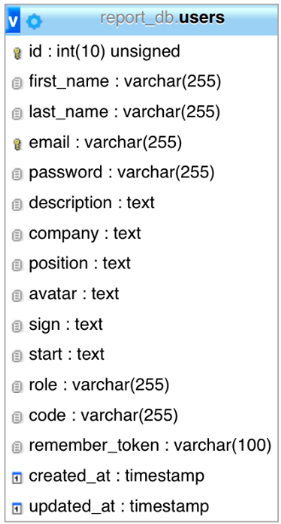 v report_db.users
id : int(10) unsigned
first_name : varchar(255)
last_name : varchar(255)
email : varchar(255)
password : varchar(255)
description : text
company : text
position : text
avatar : text
sign : text
start : text
role : varchar(255)
code : varchar(255)
remember_token : varchar(100)
created_at : timestamp
updated_at : timestamp